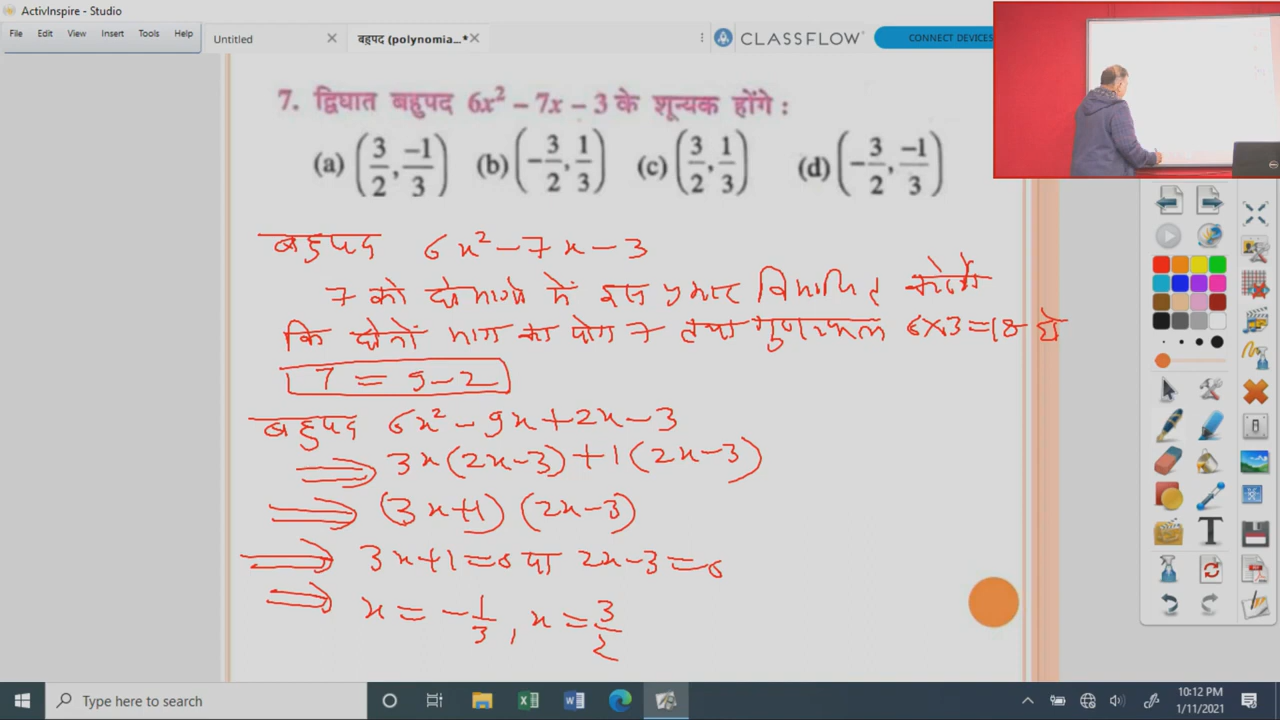 ActivInspire - Studio
File Edit View Insert Tools Help
Untitled
बहुपद (polynomia...*
CLASSFLOW
CONNECT DEVICES
7. द्विघात बहुपद 6x² – 7x – 3 के शून्यक होंगे :
(a) (3/2, -1/3) (b) (-3/2, 1/3) (c) (3/2, 1/3) (d) (-3/2, -1/3)
बहुपद 6x² – 7x – 3
7 को दो भागों में इस प्रकार विभाजित करेंगे
कि दोनों भाग का योग 7 तथा गुणनफल 6×3=18 हो
7 = 9-2
बहुपद 6x² – 9x + 2x – 3
⇒ 3x(2x-3)+1(2x-3)
⇒ (3x+1) (2x-3)
⇒ 3x+1=0 या 2x-3=0
⇒ x = -1/3, x = 3/2
Type here to search
10:12 PM
1/11/2021